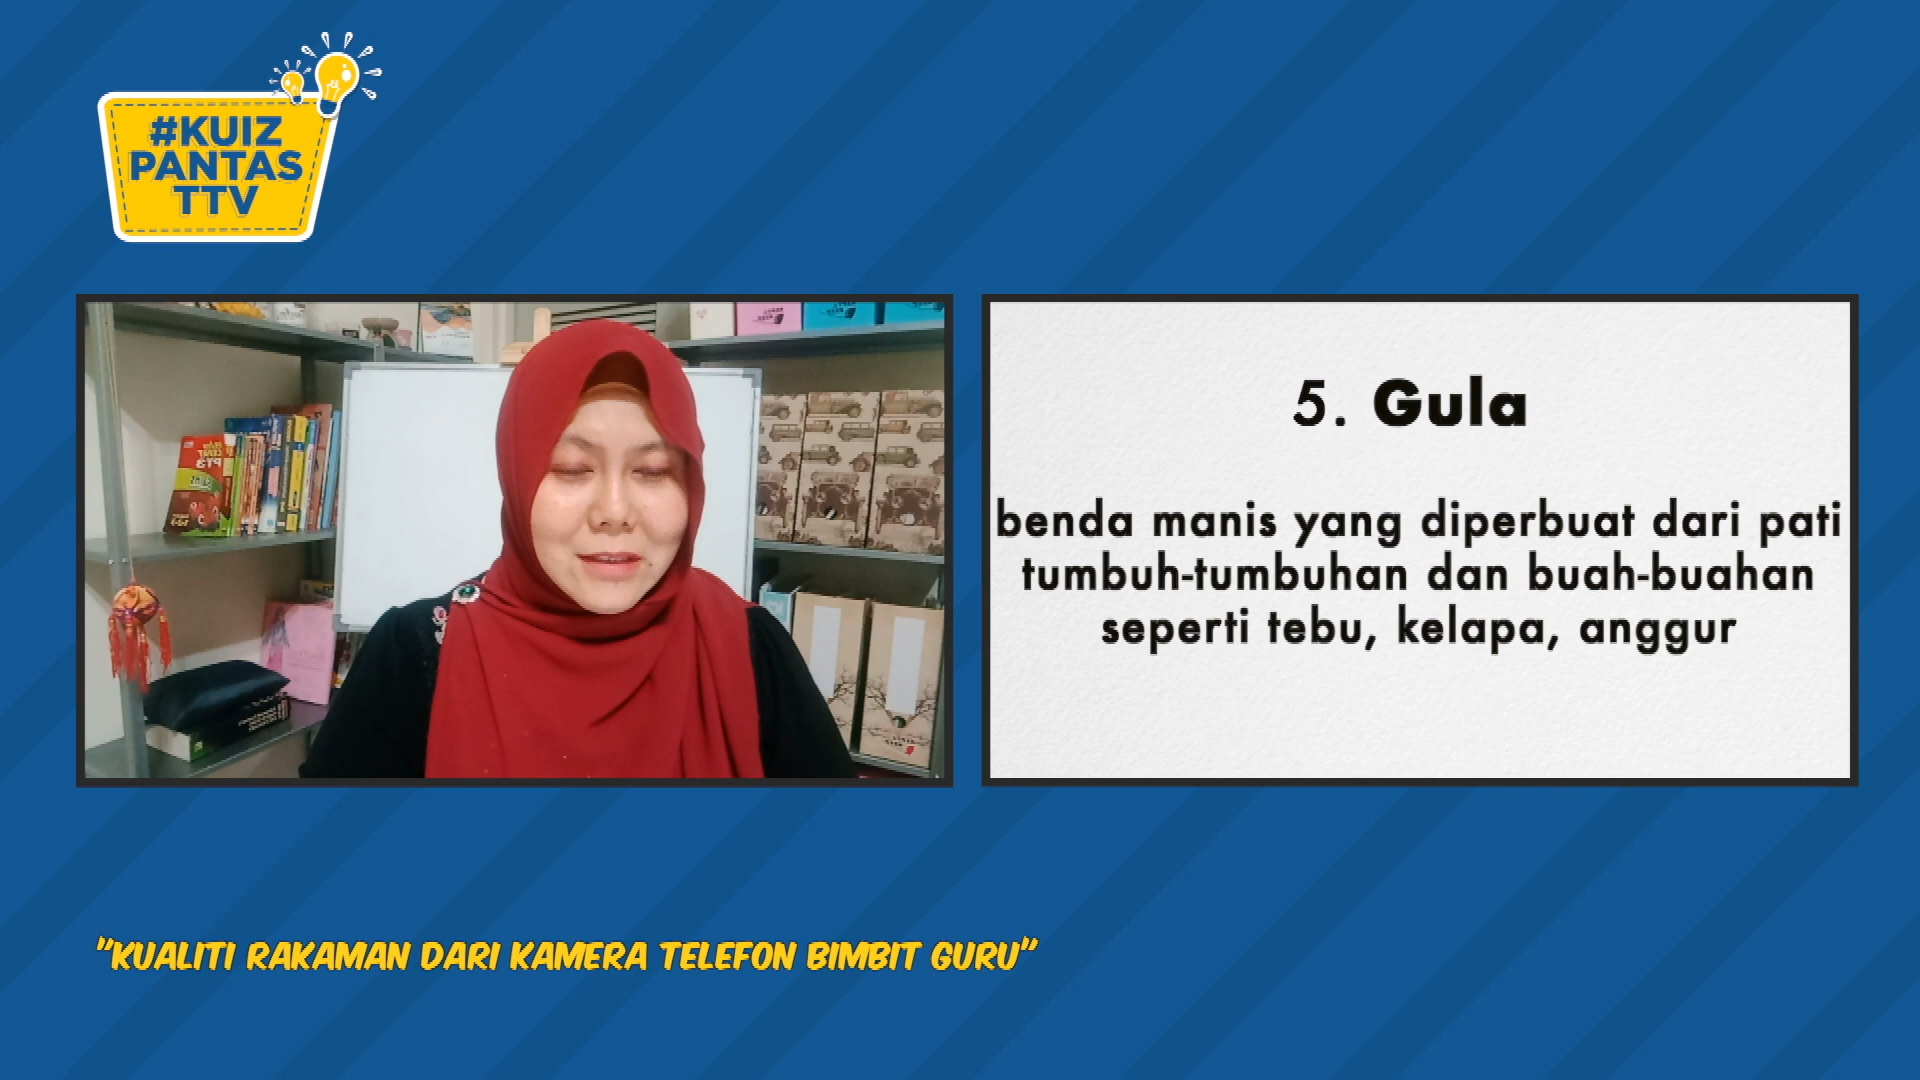 #KUIZ
PANTAS
TTV
5. Gula
benda manis yang diperbuat dari pati
tumbuh-tumbuhan dan buah-buahan
seperti tebu, kelapa, anggur
"KUALITI RAKAMAN DARI KAMERA TELEFON BIMBIT GURU"